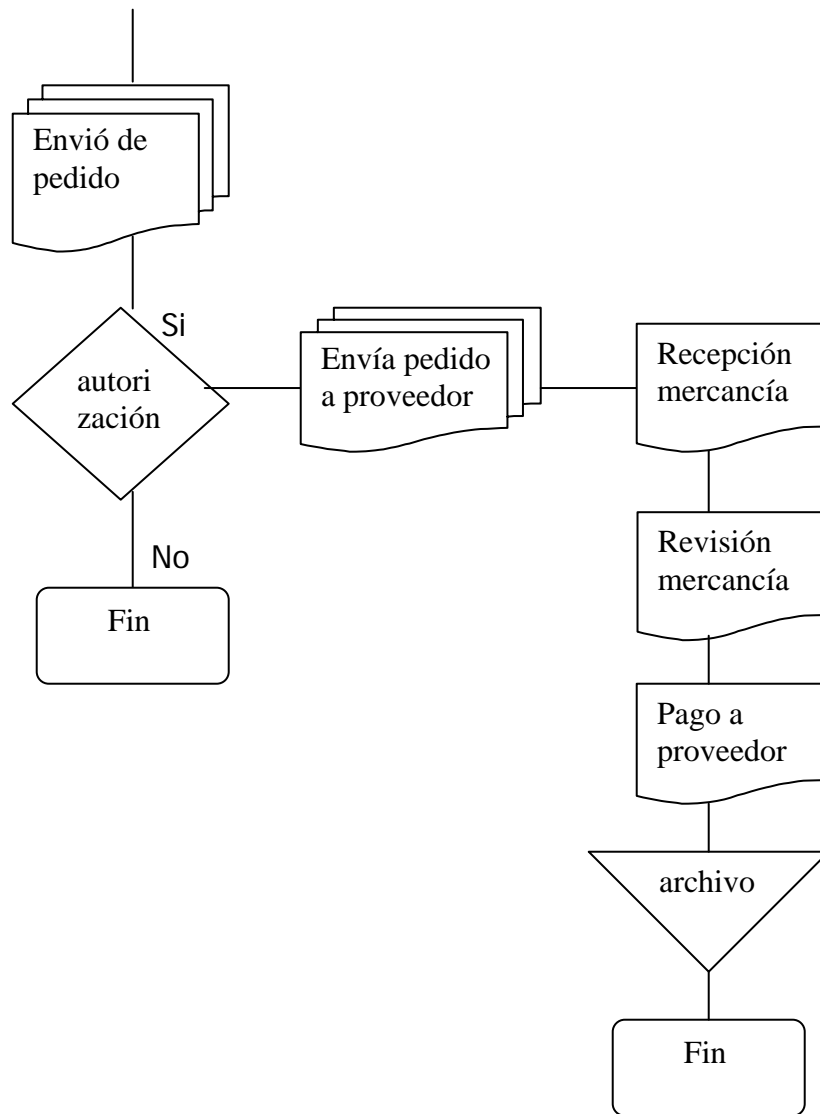 Envió de
pedido
Si
autori
zación
Envía pedido
a proveedor
Recepción
mercancía
No
Fin
Revisión
mercancía
Pago a
proveedor
archivo
Fin